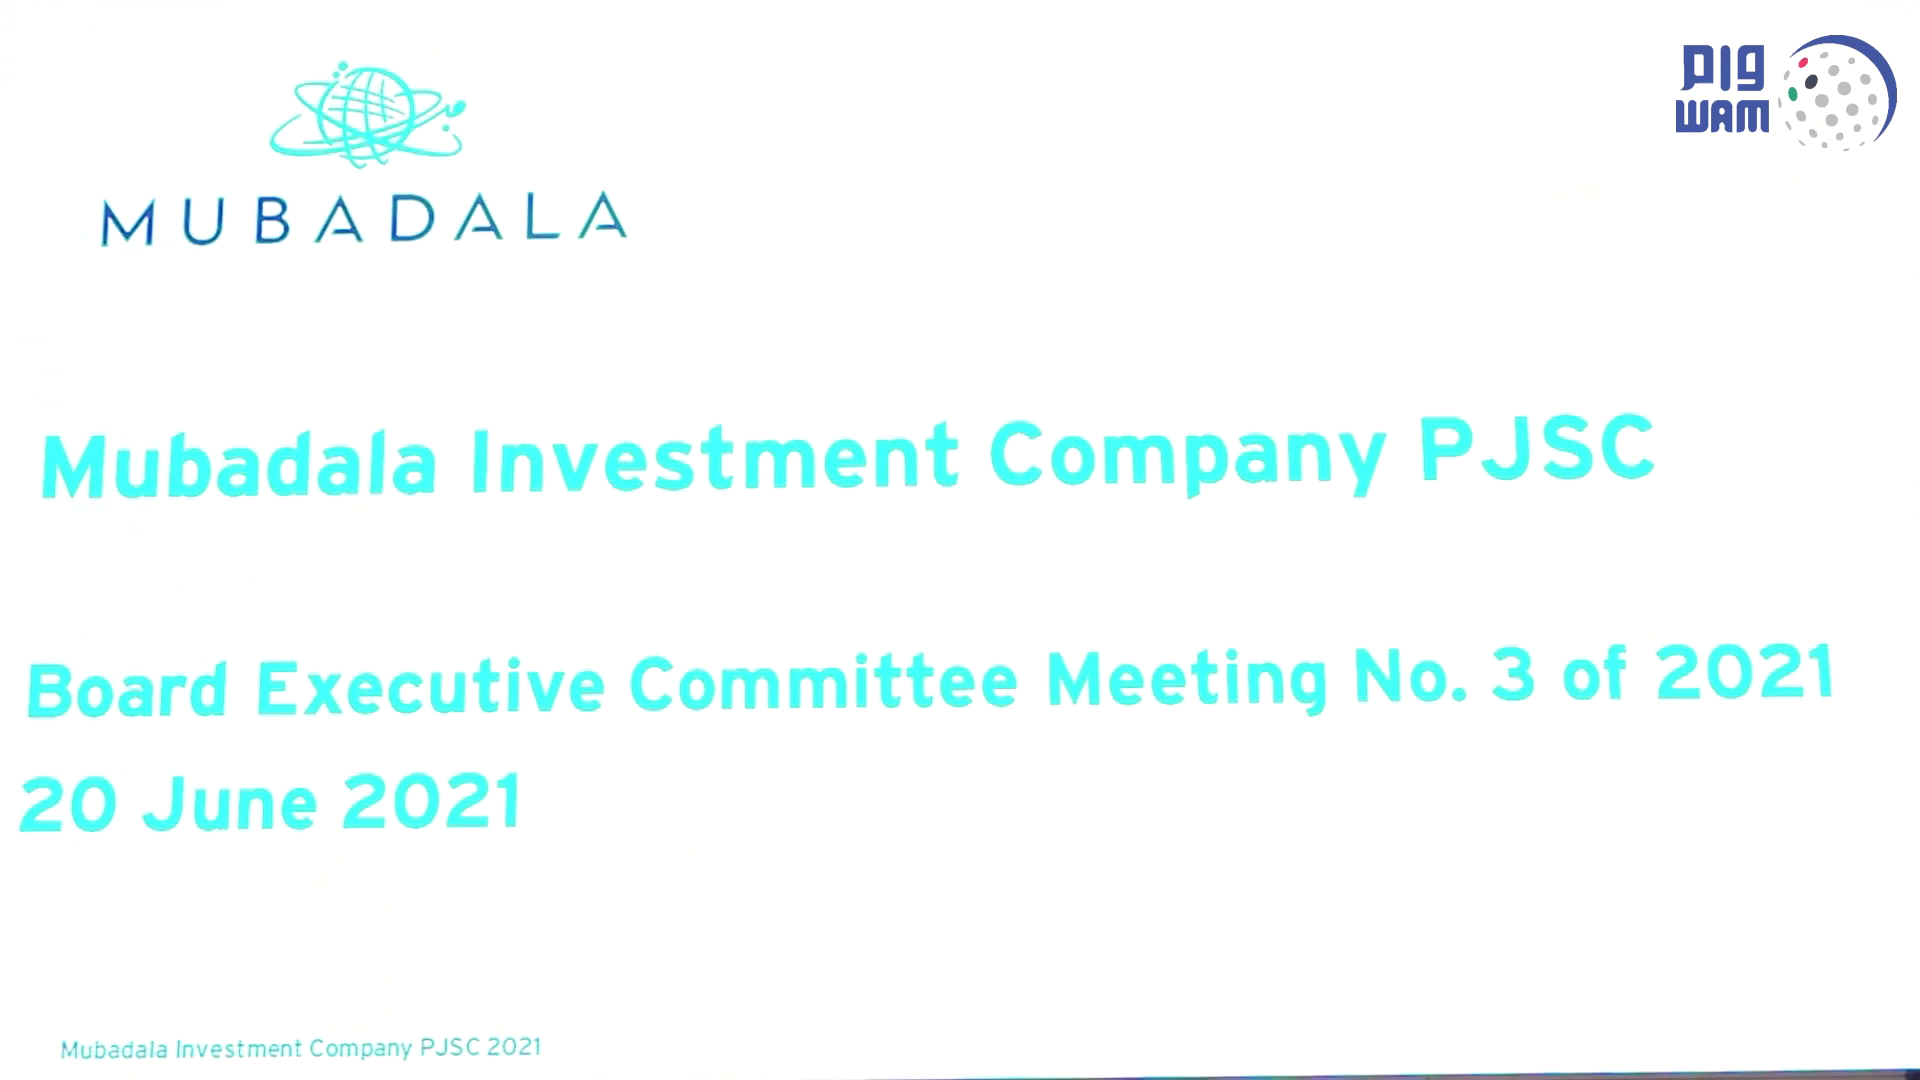 MUBADALA
وام
WAM
Mubadala Investment Company PJSC
Board Executive Committee Meeting No. 3 of 2021
20 June 2021
Mubadala Investment Company PJSC 2021